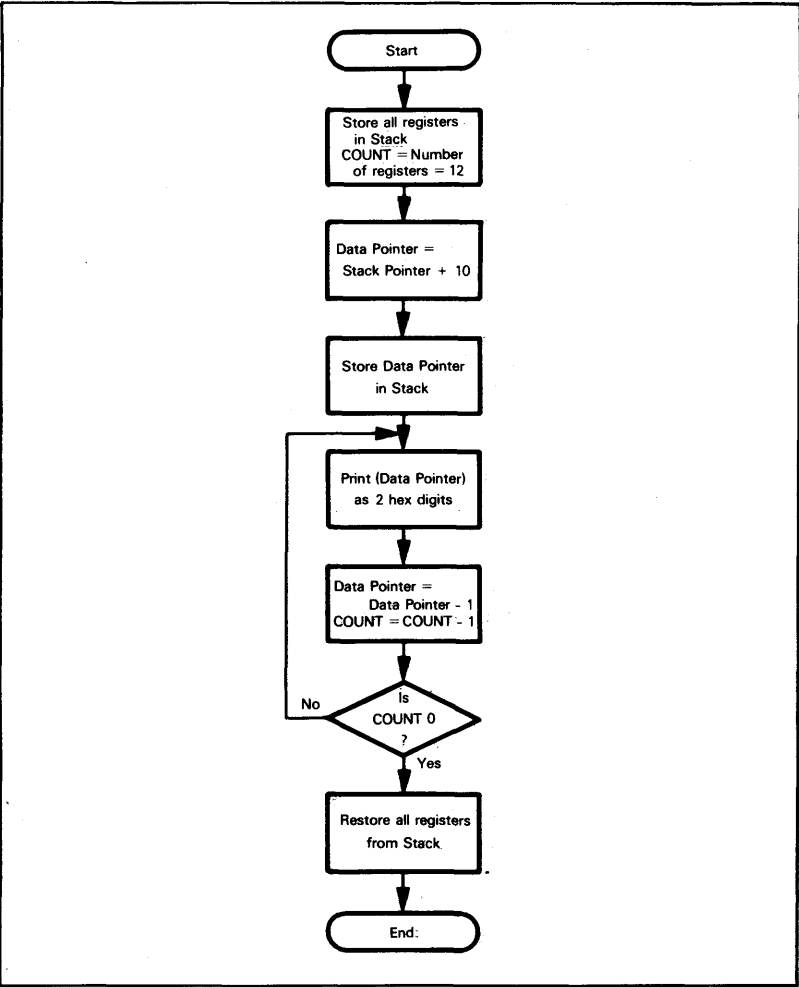 Start
Store all registers
in Stack
COUNT = Number
of registers = 12
Data Pointer =
Stack Pointer + 10
Store Data Pointer
in Stack
Print (Data Pointer)
as 2 hex digits
Data Pointer =
Data Pointer - 1
COUNT = COUNT - 1
Is
COUNT 0
?
No
Yes
Restore all registers
from Stack
End